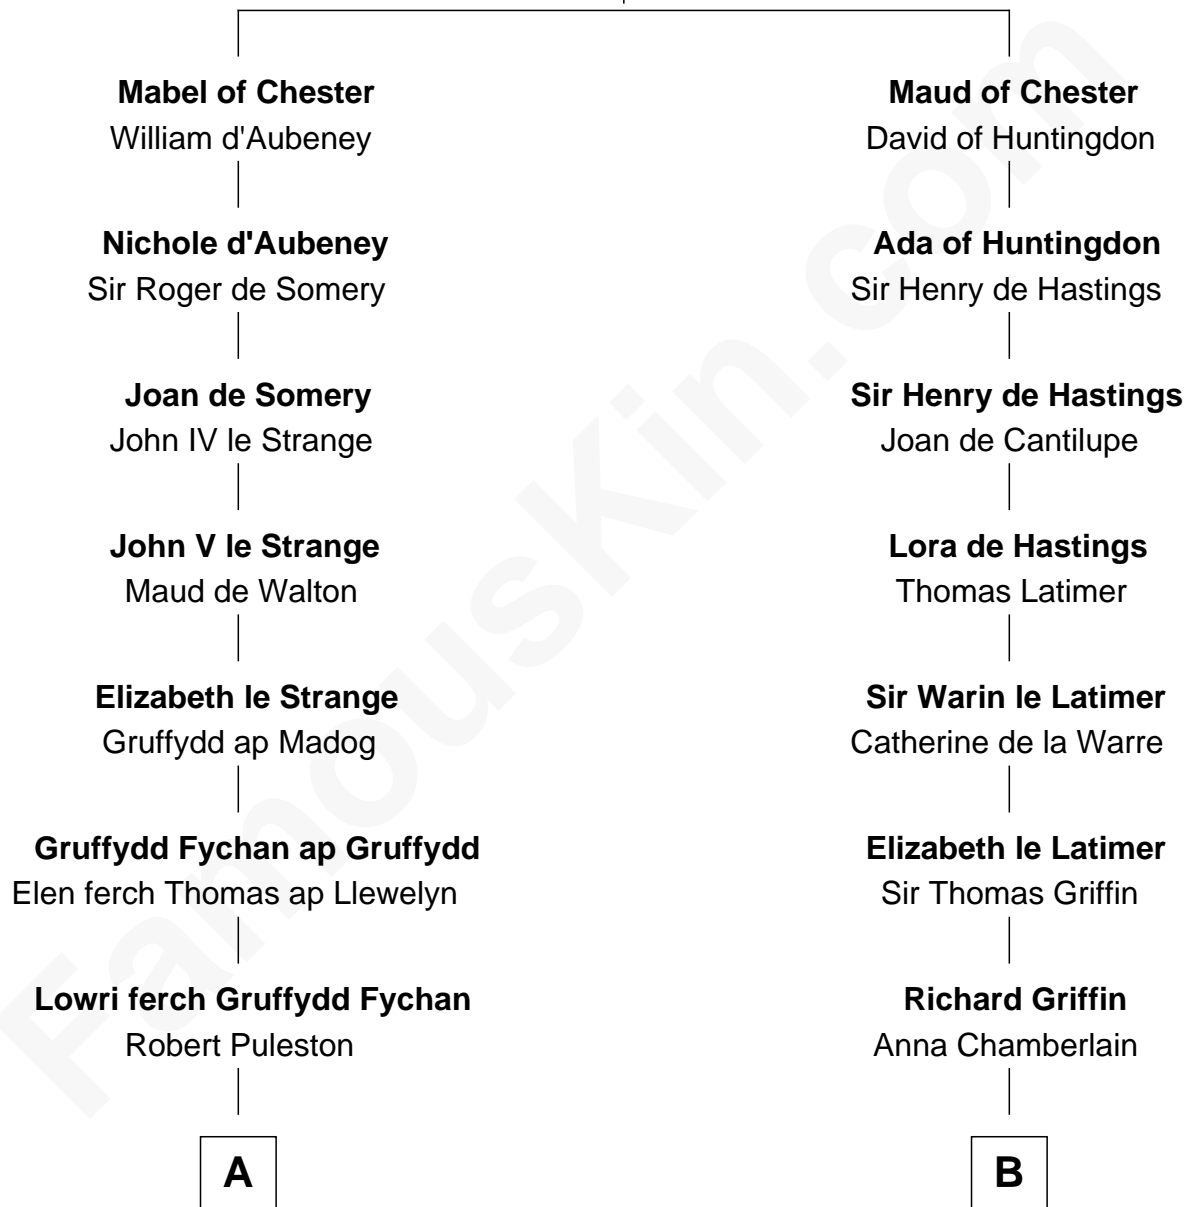 Mabel of Chester
William d'Aubeney
Maud of Chester
David of Huntingdon
Nichole d'Aubeney
Sir Roger de Somery
Ada of Huntingdon
Sir Henry de Hastings
Joan de Somery
John IV le Strange
Sir Henry de Hastings
Joan de Cantilupe
John V le Strange
Maud de Walton
Lora de Hastings
Thomas Latimer
Elizabeth le Strange
Gruffydd ap Madog
Sir Warin le Latimer
Catherine de la Warre
Gruffydd Fychan ap Gruffydd
Elen ferch Thomas ap Llewelyn
Elizabeth le Latimer
Sir Thomas Griffin
Lowri ferch Gruffydd Fychan
Robert Puleston
Richard Griffin
Anna Chamberlain
A
B
FamousKin.com